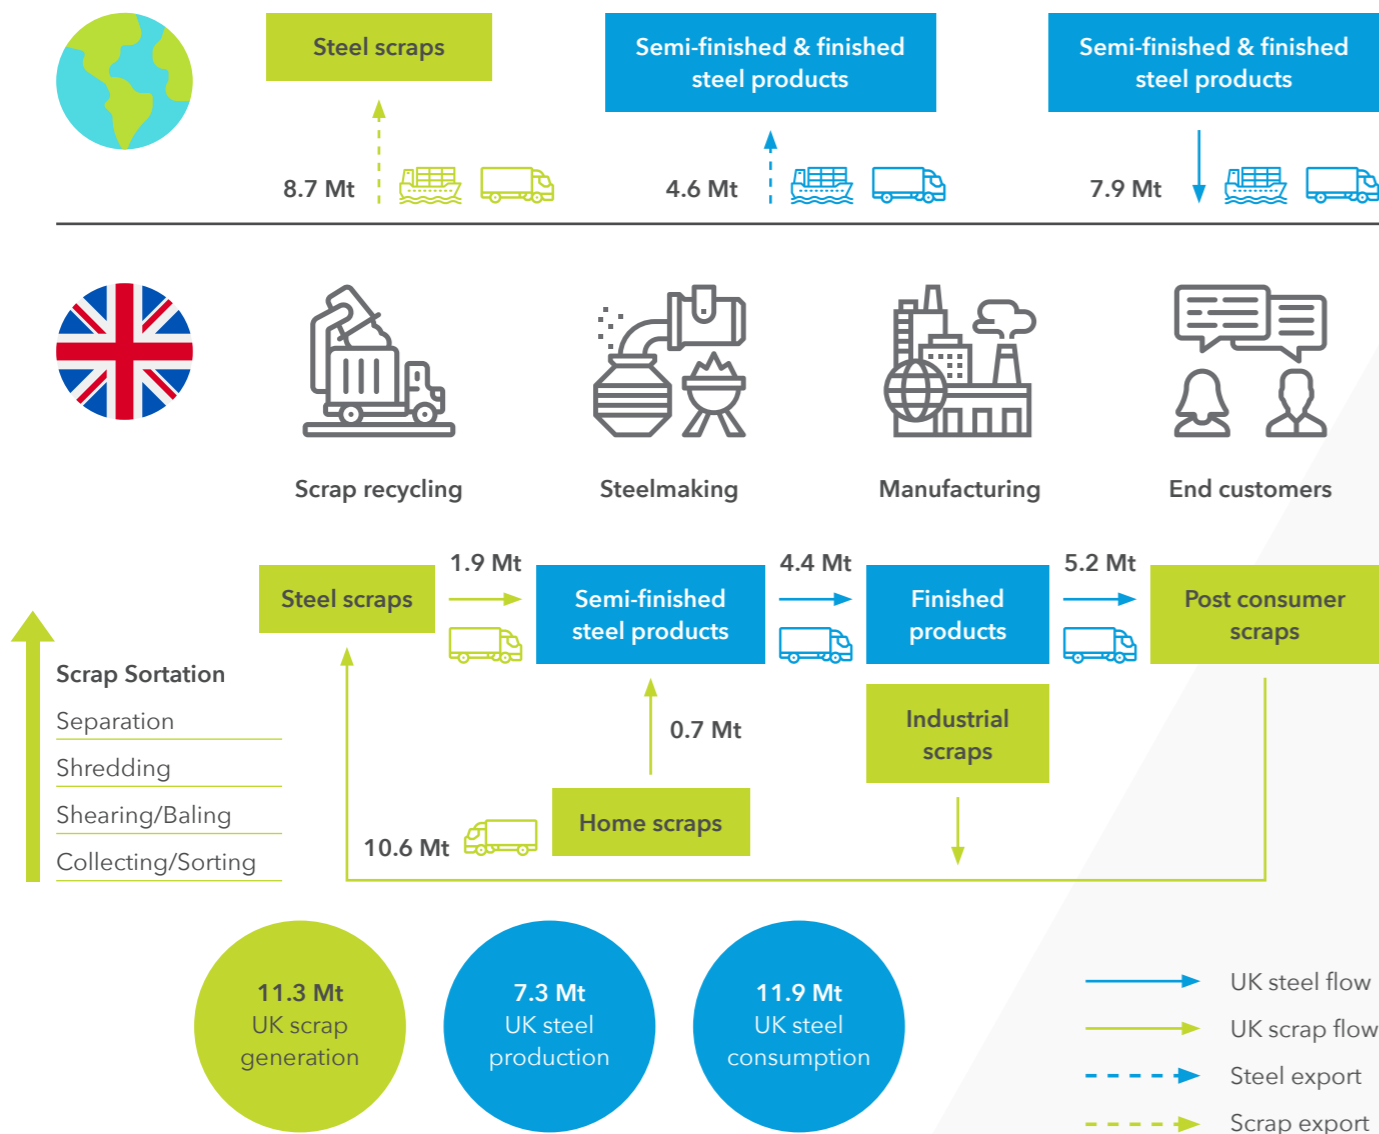 Steel scraps
Semi-finished & finished
steel products
Semi-finished & finished
steel products
8.7 Mt
4.6 Mt
7.9 Mt
Scrap recycling
Steelmaking
Manufacturing
End customers
Steel scraps
1.9 Mt
Semi-finished
steel products
4.4 Mt
Finished
products
5.2 Mt
Post consumer
scraps
Industrial
scraps
0.7 Mt
Home scraps
10.6 Mt
Scrap Sortation
Separation
Shredding
Shearing/Baling
Collecting/Sorting
11.3 Mt
UK scrap
generation
7.3 Mt
UK steel
production
11.9 Mt
UK steel
consumption
UK steel flow
UK scrap flow
Steel export
Scrap export